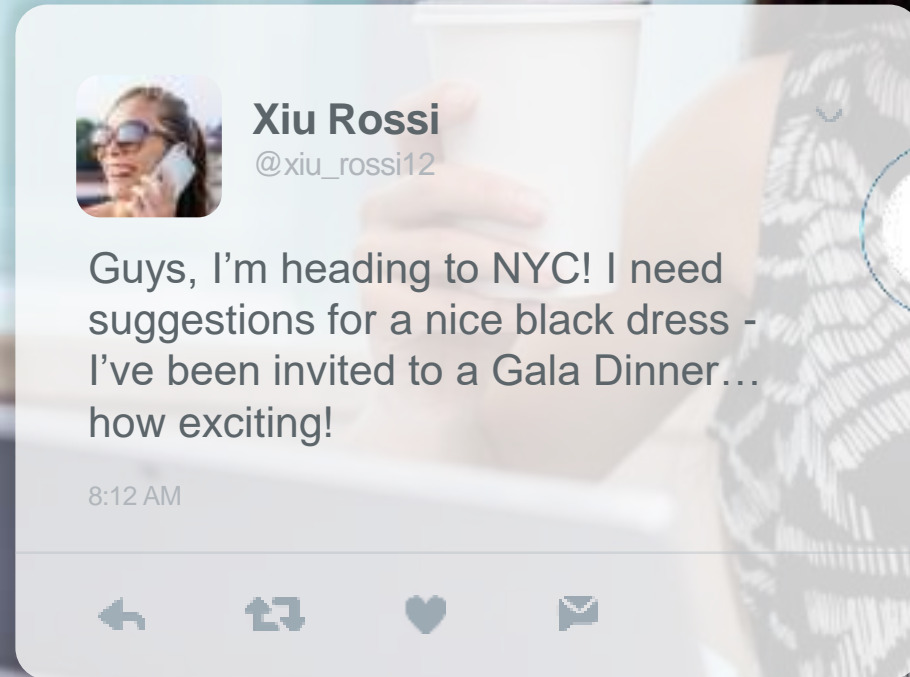 Xiu Rossi
@xiu_rossi12
Guys, I’m heading to NYC! I need
suggestions for a nice black dress -
I’ve been invited to a Gala Dinner…
how exciting!
8:12 AM